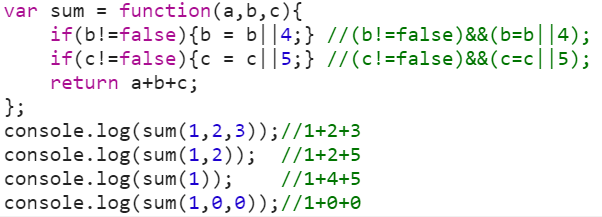 var sum = function(a,b,c){
    if(b!=false){b = b||4;} //(b!=false)&&(b=b||4);
    if(c!=false){c = c||5;} //(c!=false)&&(c=c||5);
    return a+b+c;
};
console.log(sum(1,2,3));//1+2+3
console.log(sum(1,2));  //1+2+5
console.log(sum(1));    //1+4+5
console.log(sum(1,0,0));//1+0+0